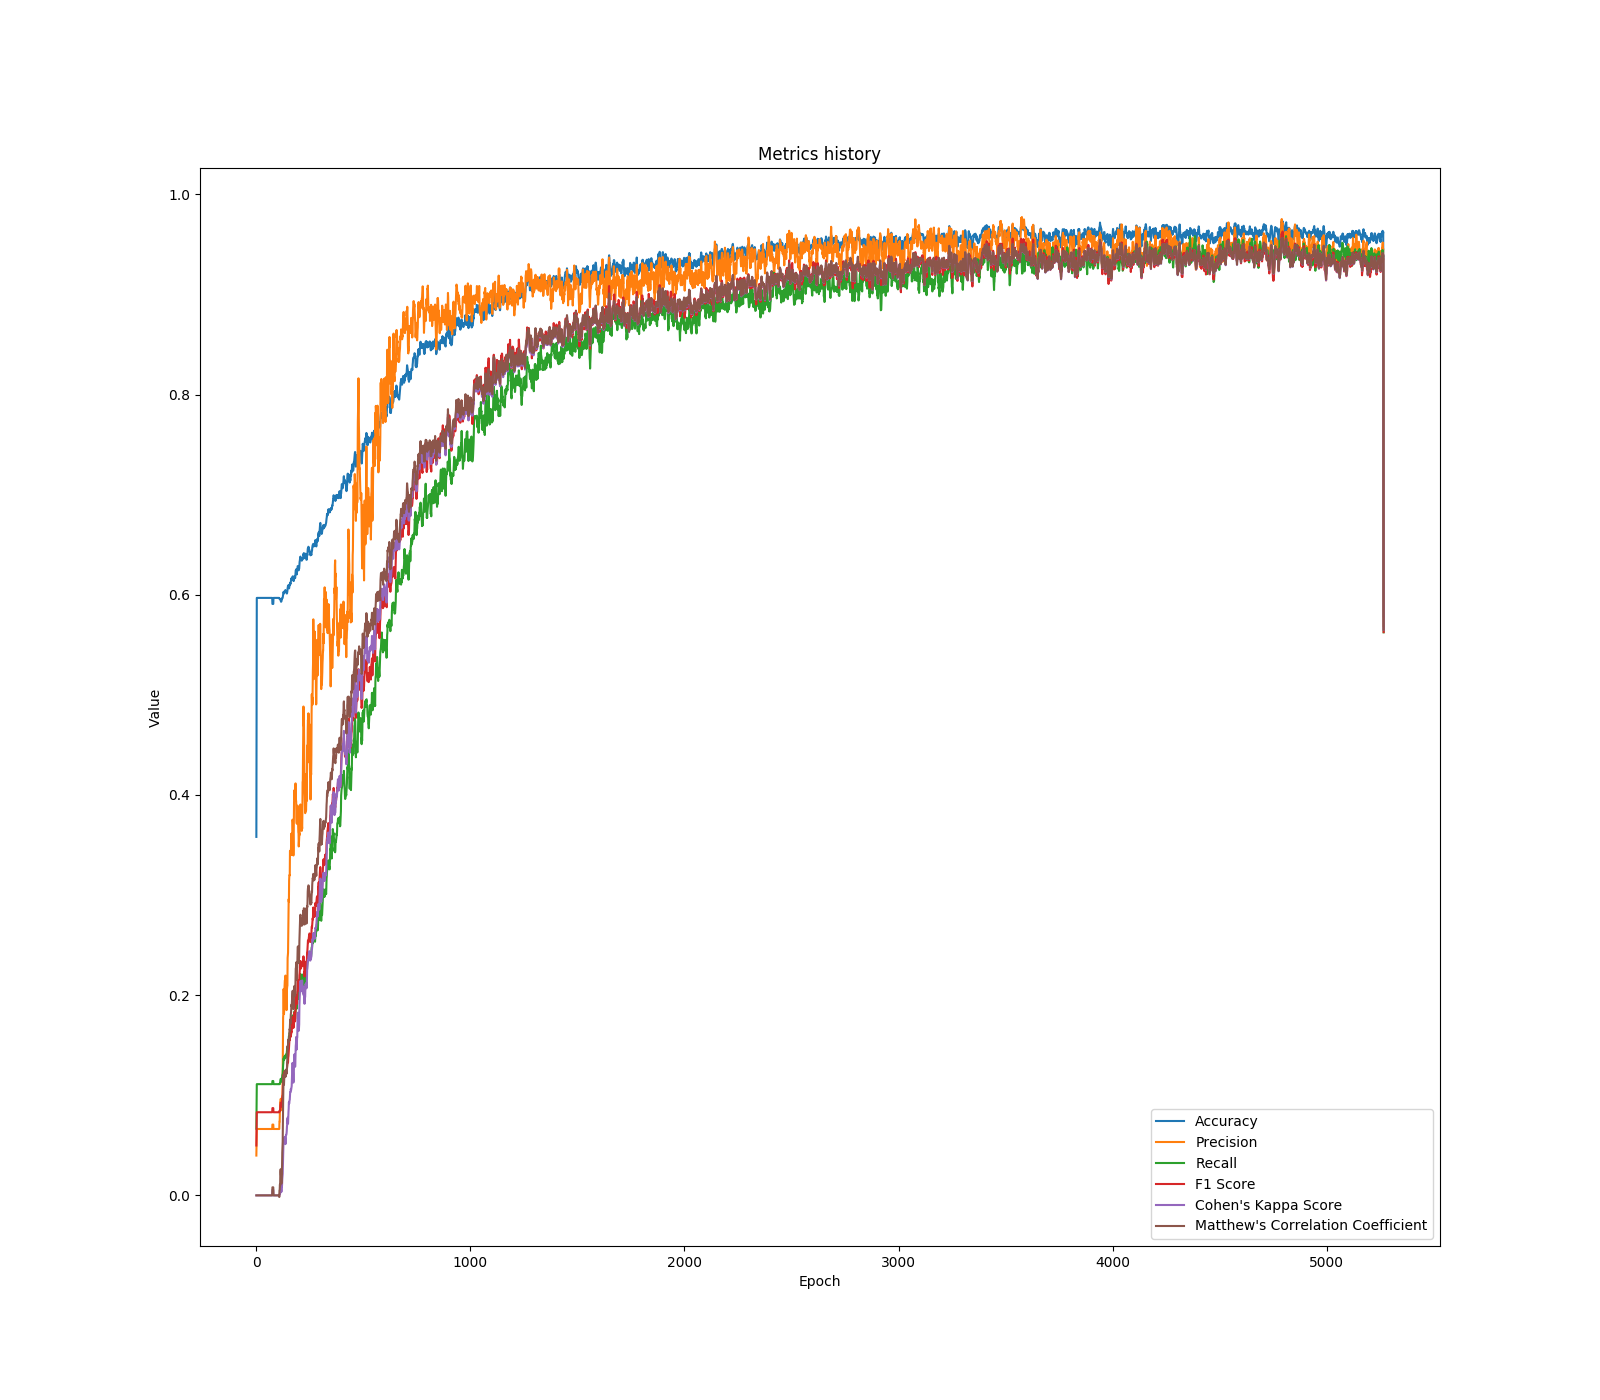 Metrics history
1.0
0.8
0.6
0.4
0.2
0.0
Value
0
1000
2000
3000
4000
5000
Epoch
Accuracy
Precision
Recall
F1 Score
Cohen's Kappa Score
Matthew's Correlation Coefficient